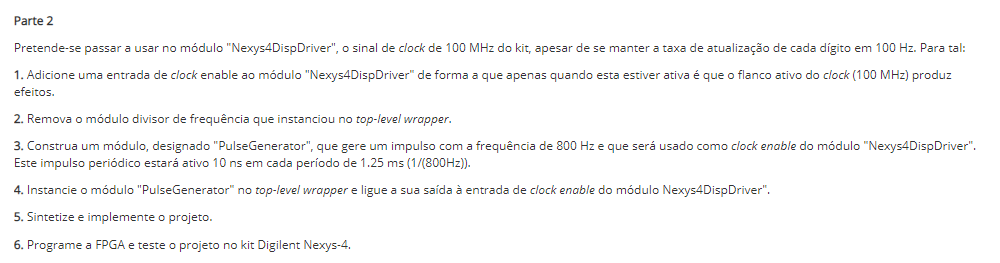 Parte 2
Pretende-se passar a usar no módulo "Nexys4DispDriver", o sinal de clock de 100 MHz do kit, apesar de se manter a taxa de atualização de cada dígito em 100 Hz. Para tal:
1. Adicione uma entrada de clock enable ao módulo "Nexys4DispDriver" de forma a que apenas quando esta estiver ativa é que o flanco ativo do clock (100 MHz) produz
efeitos.
2. Remova o módulo divisor de frequência que instanciou no top-level wrapper.
3. Construa um módulo, designado "PulseGenerator", que gere um impulso com a frequência de 800 Hz e que será usado como clock enable do módulo "Nexys4DispDriver".
Este impulso periódico estará ativo 10 ns em cada período de 1.25 ms (1/(800Hz)).
4. Instancie o módulo "PulseGenerator" no top-level wrapper e ligue a sua saída à entrada de clock enable do módulo Nexys4DispDriver".
5. Sintetize e implemente o projeto.
6. Programe a FPGA e teste o projeto no kit Digilent Nexys-4.